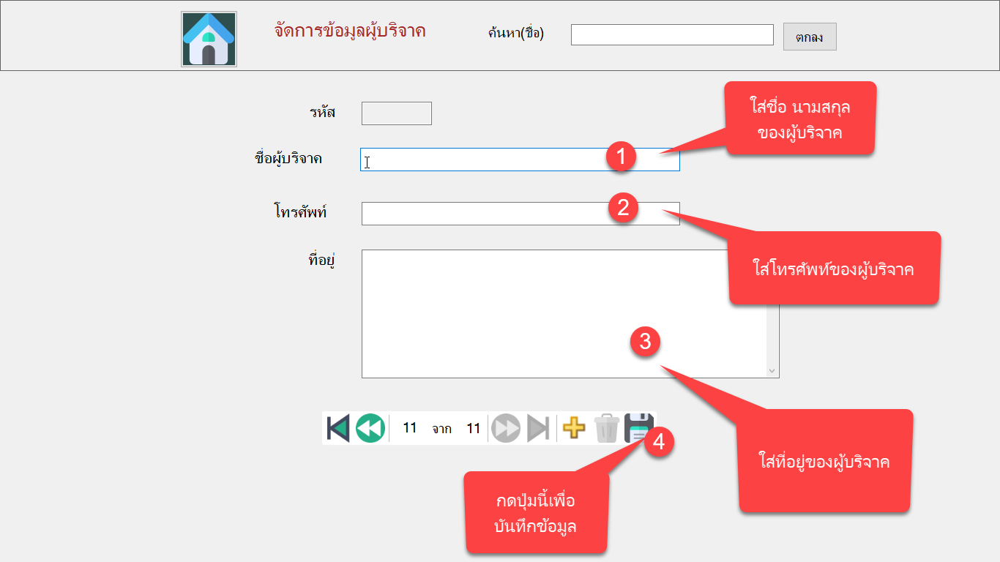 จัดการข้อมูลผู้บริจาค
ค้นหา(ชื่อ)
ตกลง
รหัส
ชื่อผู้บริจาค
1
ใส่ชื่อ นามสกุล
ของผู้บริจาค
โทรศัพท์
2
ใส่โทรศัพท์ของผู้บริจาค
ที่อยู่
3
ใส่ที่อยู่ของผู้บริจาค
11 จาก 11
4
กดปุ่มนี้เพื่อ
บันทึกข้อมูล